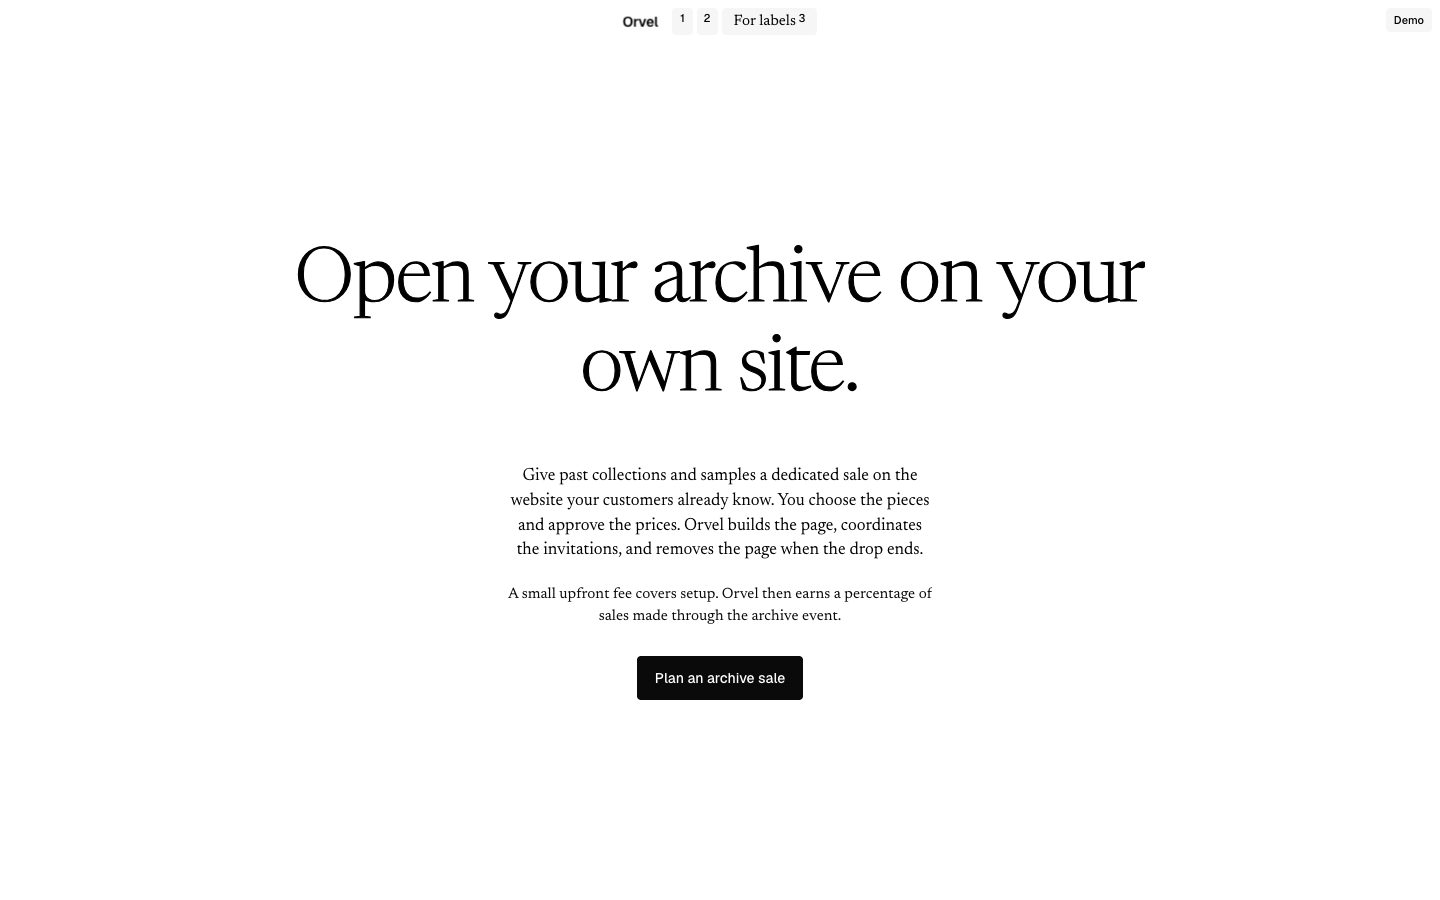 Orvel 1 2 For labels 3 Demo
Open your archive on your
own site.
Give past collections and samples a dedicated sale on the
website your customers already know. You choose the pieces
and approve the prices. Orvel builds the page, coordinates
the invitations, and removes the page when the drop ends.
A small upfront fee covers setup. Orvel then earns a percentage of
sales made through the archive event.
Plan an archive sale